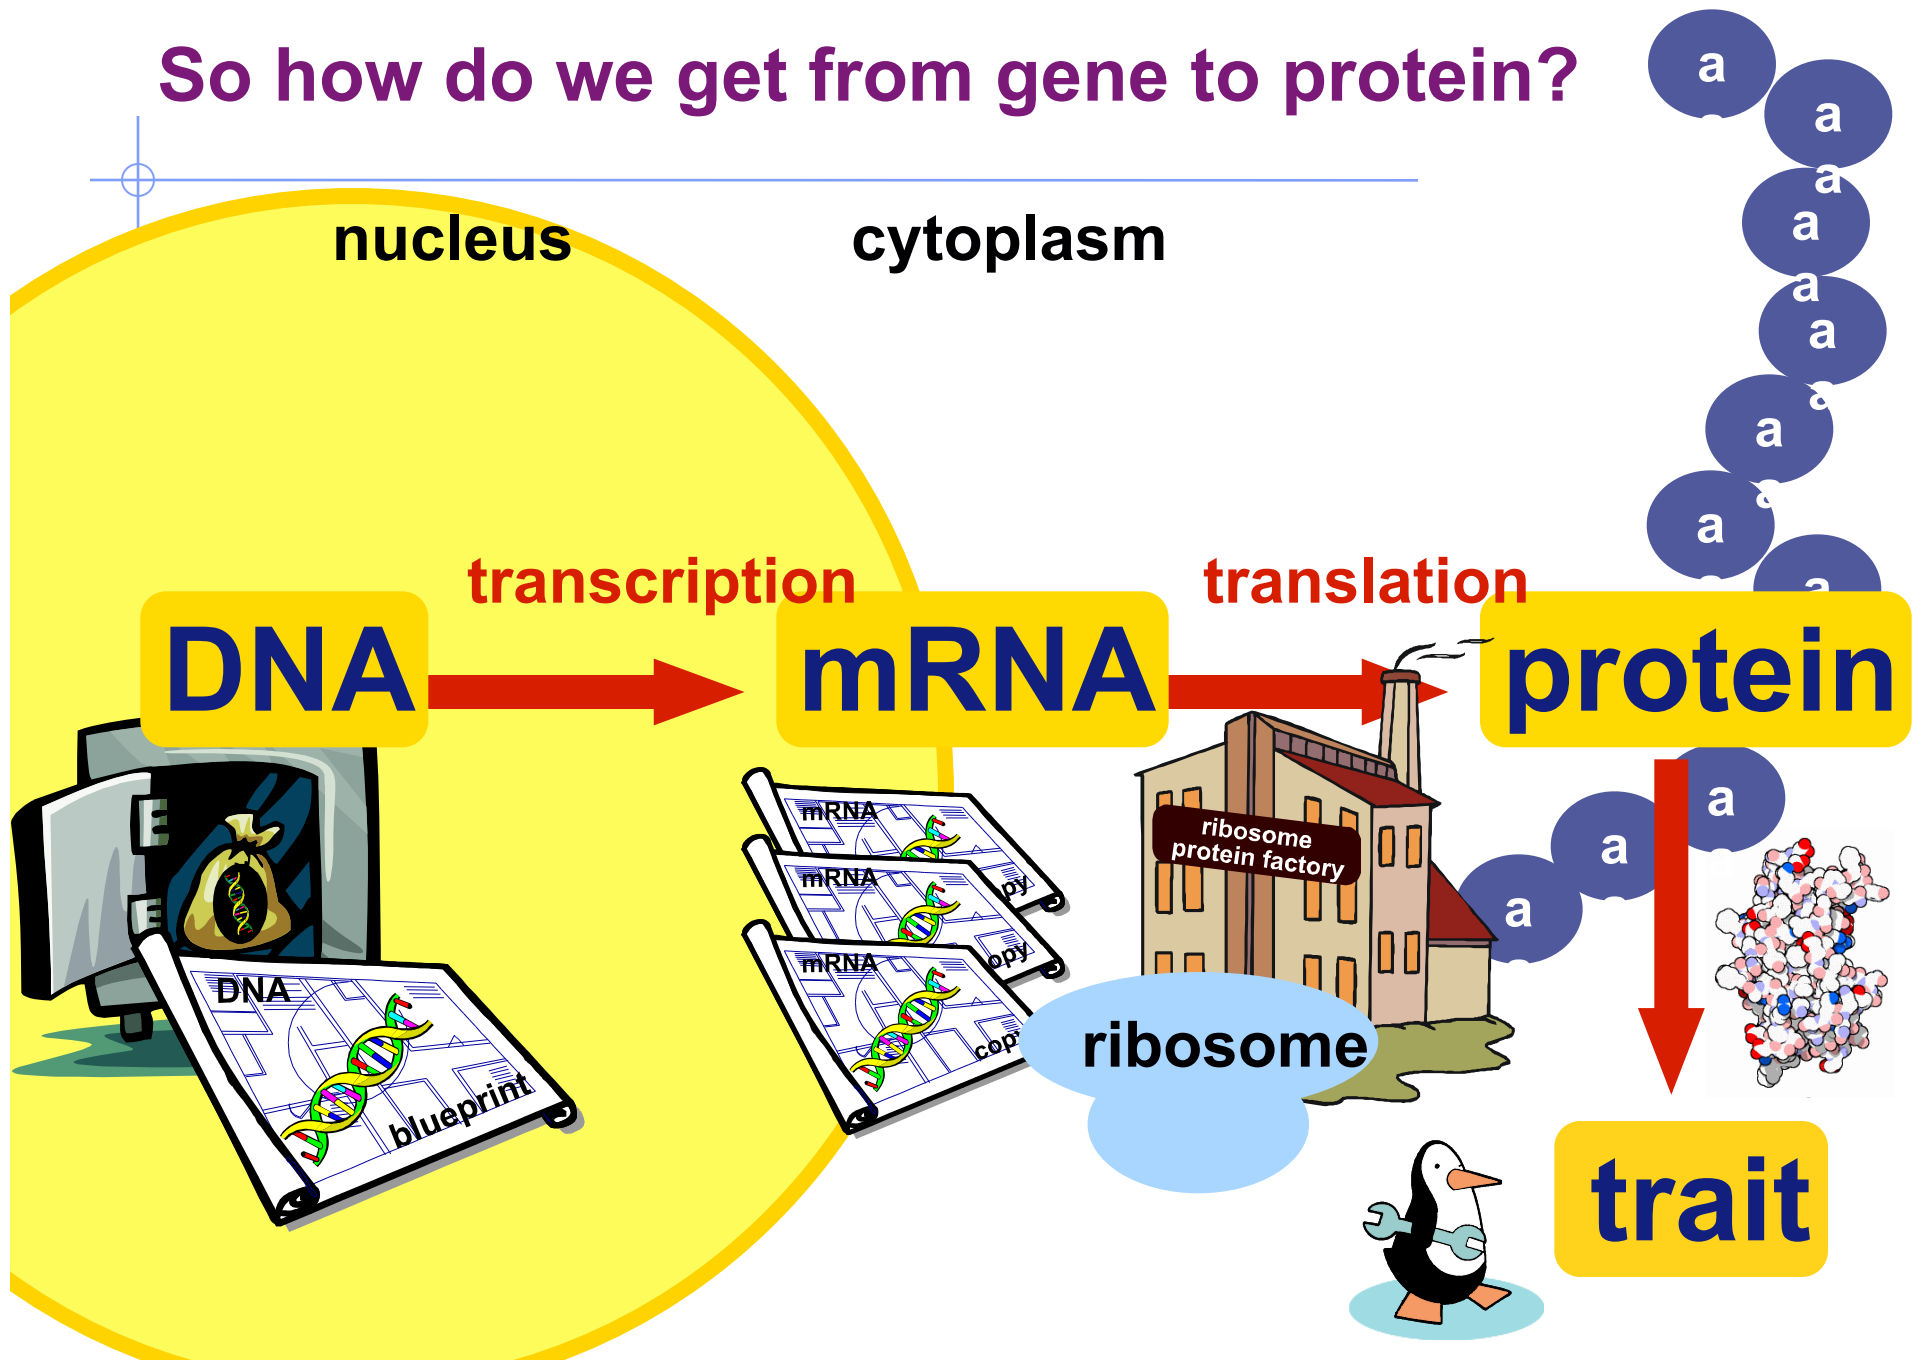 So how do we get from gene to protein?
nucleus
cytoplasm
a
a
a
a
a
a
a
a
a
a
a
a
transcription
translation
DNA
mRNA
protein
a
a
a
mRNA
mRNA
mRNA
copy
ribosome
protein factory
DNA
blueprint
ribosome
trait